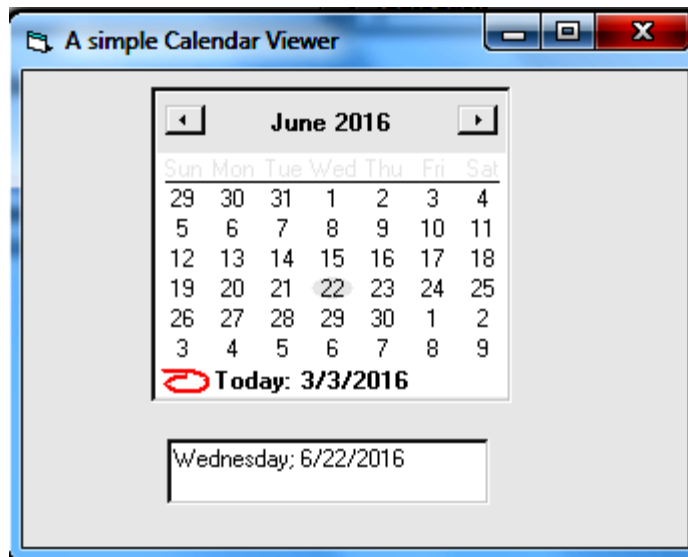 A simple Calendar Viewer
June 2016
Sun Mon Tue Wed Thu Fri Sat
29 30 31 1 2 3 4
5 6 7 8 9 10 11
12 13 14 15 16 17 18
19 20 21 22 23 24 25
26 27 28 29 30 1 2
3 4 5 6 7 8 9
Today: 3/3/2016
Wednesday; 6/22/2016